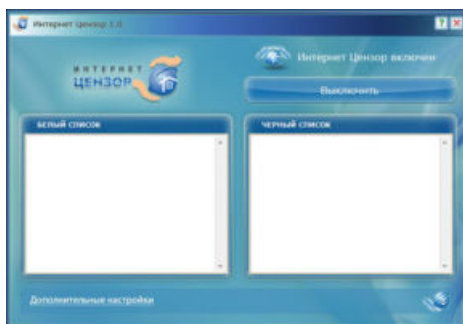 Интернет Цензор 1.0
ИНТЕРНЕТ
ЦЕНЗОР
Интернет Цензор включен
Выключить
БЕЛЫЙ СПИСОК
ЧЕРНЫЙ СПИСОК
Дополнительные настройки